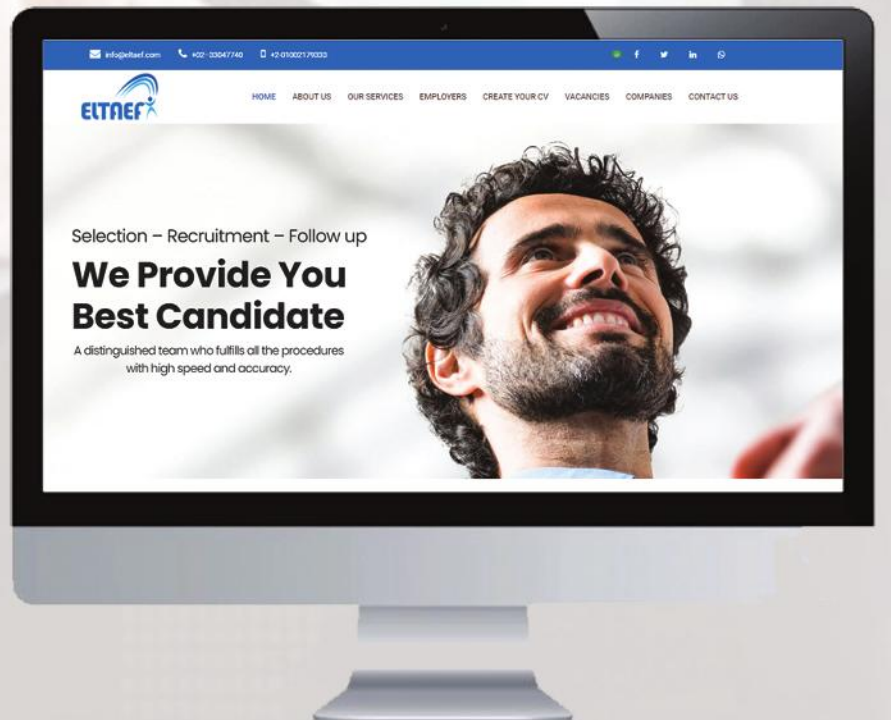 info@eltaef.com +02-33047740 +2-01002179333
ELTAEF
HOME ABOUT US OUR SERVICES EMPLOYERS CREATE YOUR CV VACANCIES COMPANIES CONTACT US
Selection – Recruitment – Follow up
We Provide You
Best Candidate
A distinguished team who fulfills all the procedures
with high speed and accuracy.